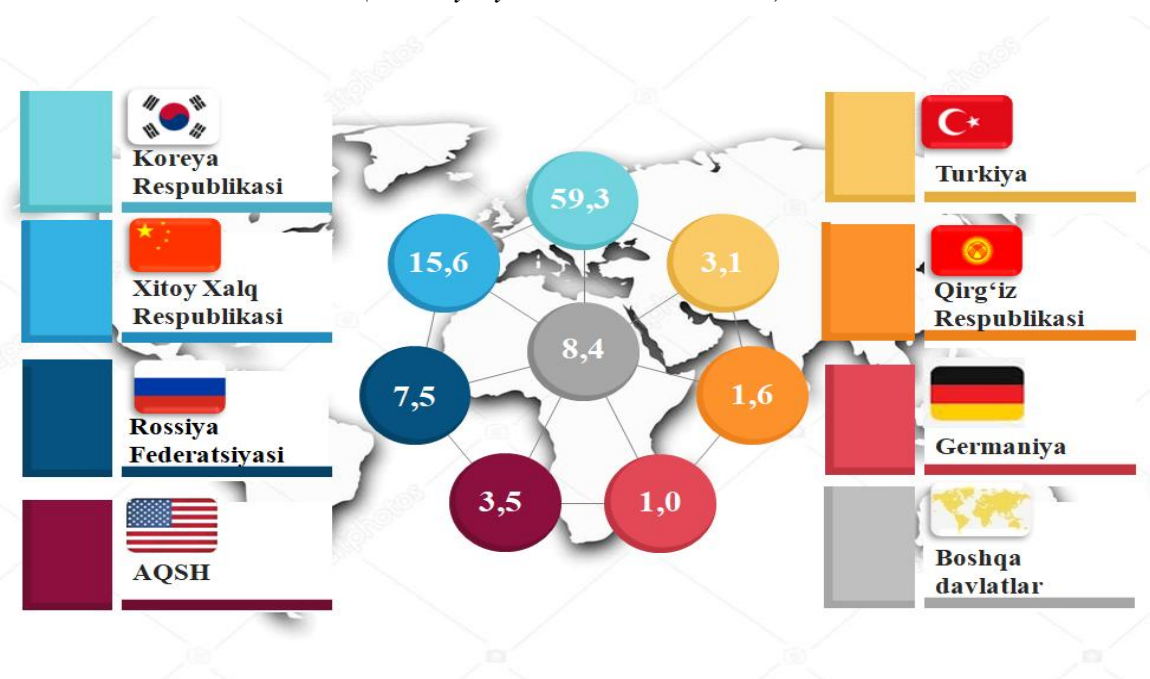 Koreya
Respublikasi
Xitoy Xalq
Respublikasi
Rossiya
Federatsiyasi
AQSH
59,3
15,6
3,1
8,4
7,5
1,6
3,5
1,0
Turkiya
Qirg‘iz
Respublikasi
Germaniya
Boshqa
davlatlar